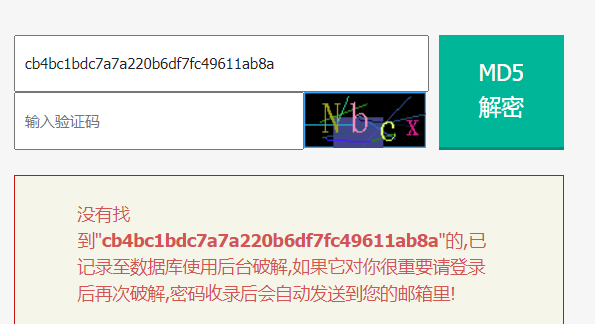 cb4bc1bdc7a7a220b6df7fc49611ab8a
MD5
解密
输入验证码
N b c x
没有找
到"cb4bc1bdc7a7a220b6df7fc49611ab8a"的,已
记录至数据库使用后台破解,如果它对你很重要请登录
后再次破解,密码收录后会自动发送到您的邮箱里!